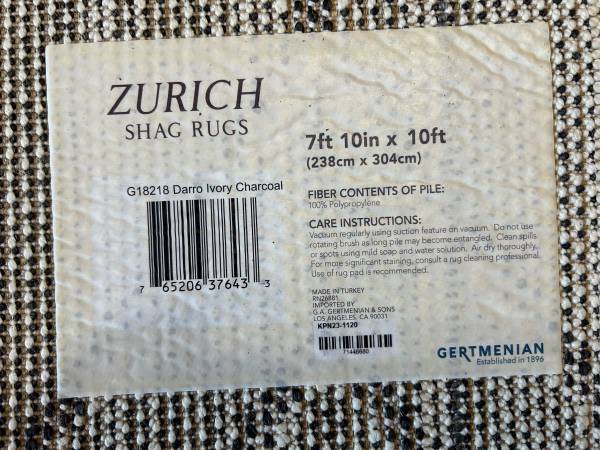 ZURICH
SHAG RUGS
G18218 Darro Ivory Charcoal
7 65206 37643 3
7ft 10in x 10ft
(238cm x 304cm)
FIBER CONTENTS OF PILE:
100% Polypropylene
CARE INSTRUCTIONS:
Vacuum regularly using suction feature on vacuum. Do not use
rotating brush as long pile may become entangled. Clean spills
or spots using mild soap and water solution. Air dry thoroughly.
For more significant staining, consult a rug cleaning professional.
Use of rug pad is recommended.
MADE IN TURKEY
RN26881
IMPORTED BY
G.A. GERTMENIAN & SONS
LOS ANGELES, CA 90031
KPN23-1120
71448680
GERTMENIAN
Established in 1896